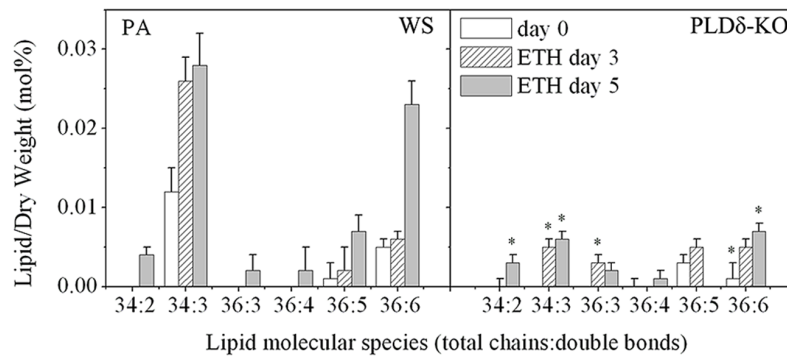 PA
WS
PLDδ-KO
day 0
ETH day 3
ETH day 5
Lipid/Dry Weight (mol%)
0.03
0.02
0.01
0.00
* * * * * *
34:2 34:3 36:3 36:4 36:5 36:6 34:2 34:3 36:3 36:4 36:5 36:6
Lipid molecular species (total chains:double bonds)